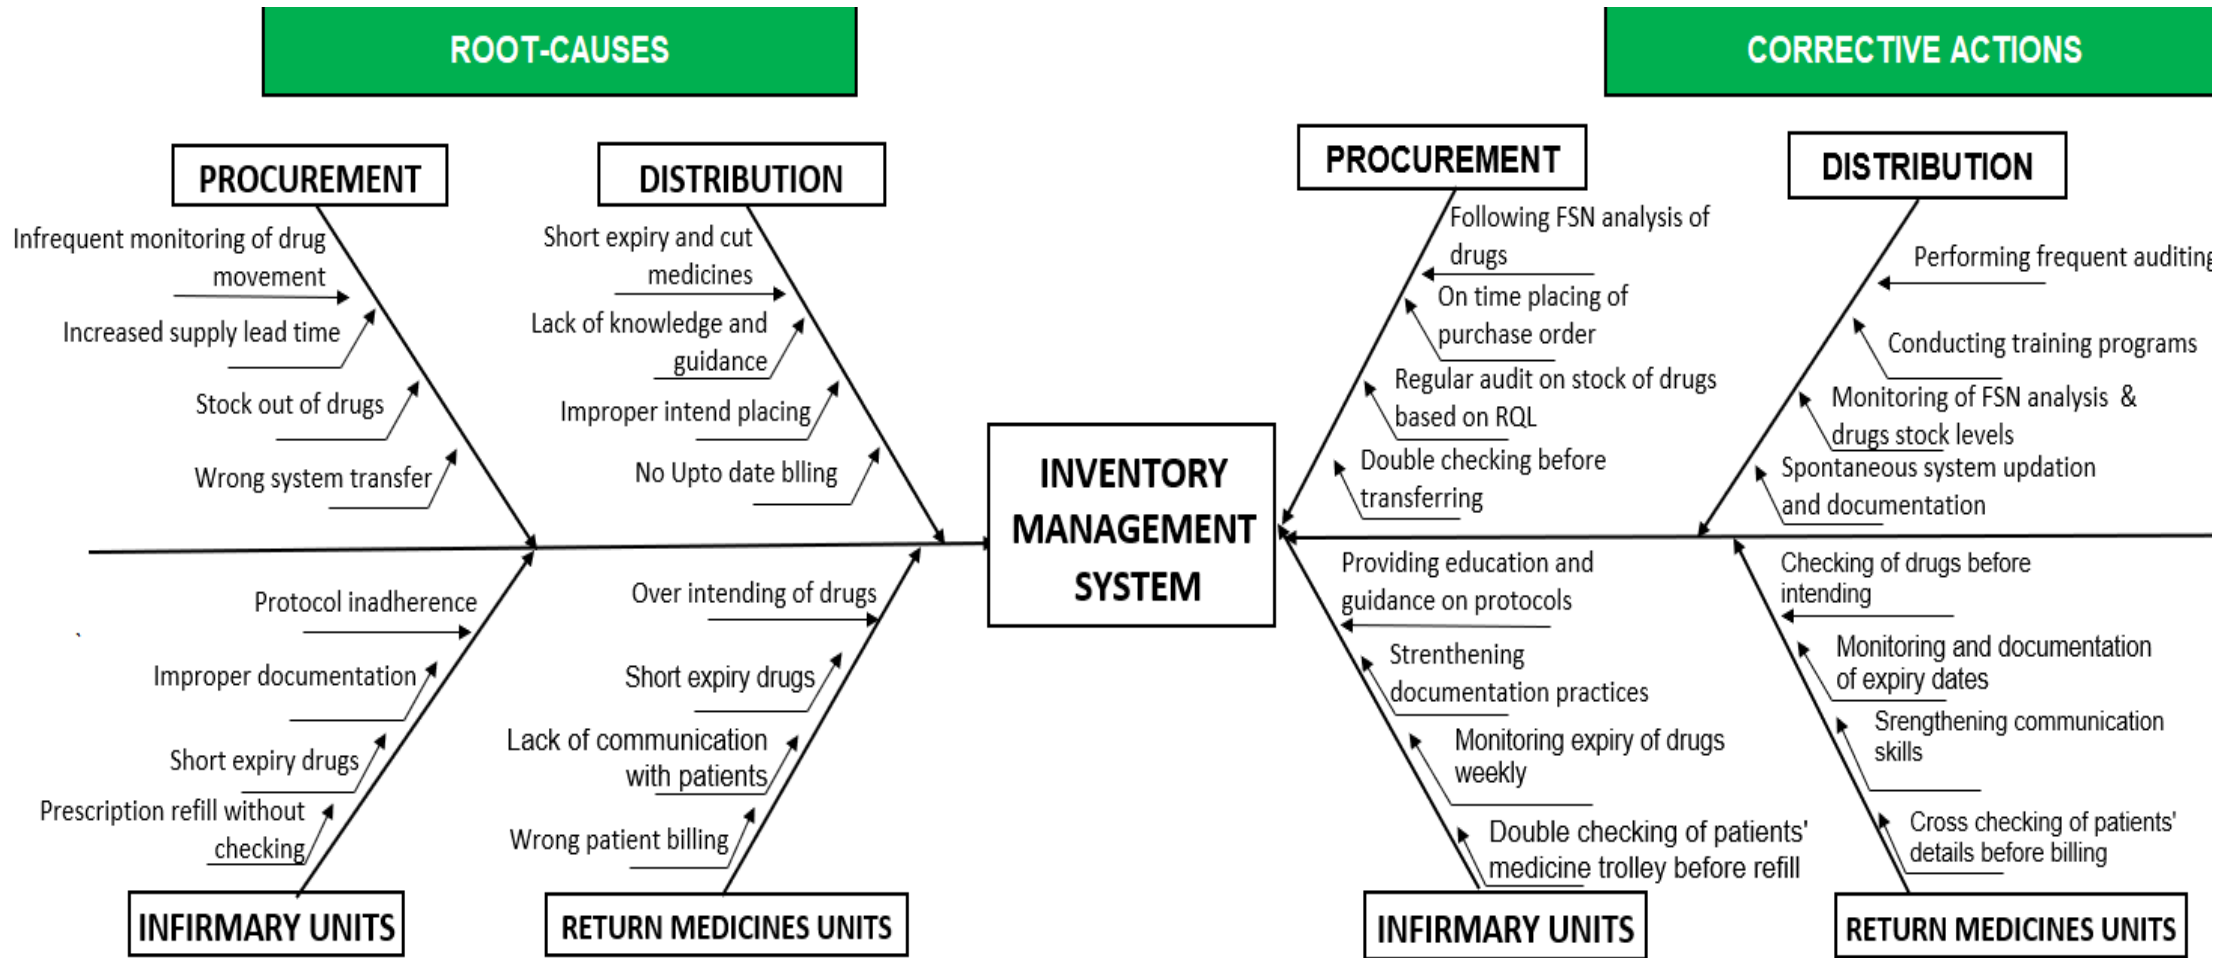 ROOT-CAUSES
CORRECTIVE ACTIONS
PROCUREMENT
Infrequent monitoring of drug
movement
Increased supply lead time
Stock out of drugs
Wrong system transfer
DISTRIBUTION
Short expiry and cut
medicines
Lack of knowledge and
guidance
Improper intend placing
No Upto date blling
Protocol inadherence
Improper documentation
Short expiry drugs
Prescription refill without
checking
INFIRMARY UNITS
Over intending of drugs
Short expiry drugs
Lack of communication
with patients
Wrong patient billing
RETURN MEDICINES UNITS
INVENTORY
MANAGEMENT
SYSTEM
PROCUREMENT
Following FSN analysis of
drugs
On time placing of
purchase order
Regular audit on stock of drugs
based on RQL
Double checking before
transferring
DISTRIBUTION
Performing frequent auditing
Conducting training programs
Monitoring of FSN analysis &
drugs stock levels
Spontaneous system updation
and documentation
Providing education and
guidance on protocols
Strenthening
documentation practices
Monitoring expiry of drugs
weekly
Double checking of patients'
medicine trolley before refill
INFIRMARY UNITS
Checking of drugs before
intending
Monitoring and documentation
of expiry dates
Srengthening communication
skills
Cross checking of patients'
details before billing
RETURN MEDICINES UNITS